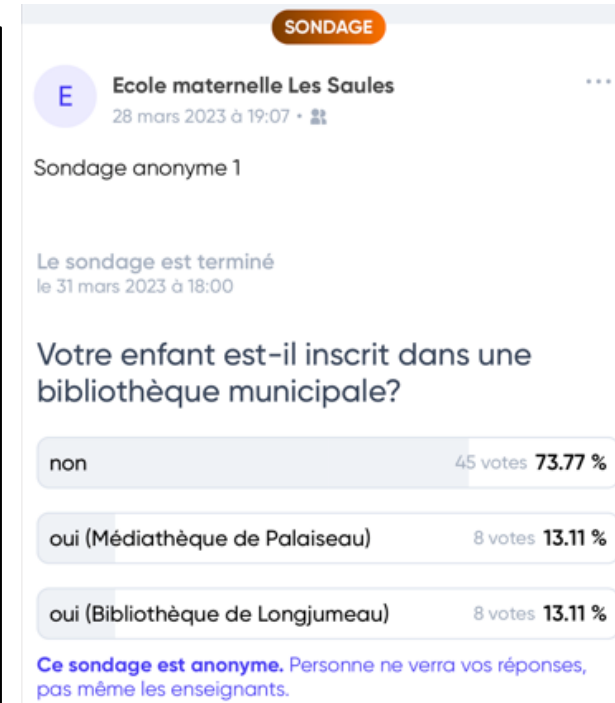 SONDAGE
E
Ecole maternelle Les Saules
28 mars 2023 à 19:07 •
Sondage anonyme 1
Le sondage est terminé
le 31 mars 2023 à 18:00
Votre enfant est-il inscrit dans une
bibliothèque municipale?
non 45 votes 73.77 %
oui (Médiathèque de Palaiseau) 8 votes 13.11 %
oui (Bibliothèque de Longjumeau) 8 votes 13.11 %
Ce sondage est anonyme. Personne ne verra vos réponses,
pas même les enseignants.